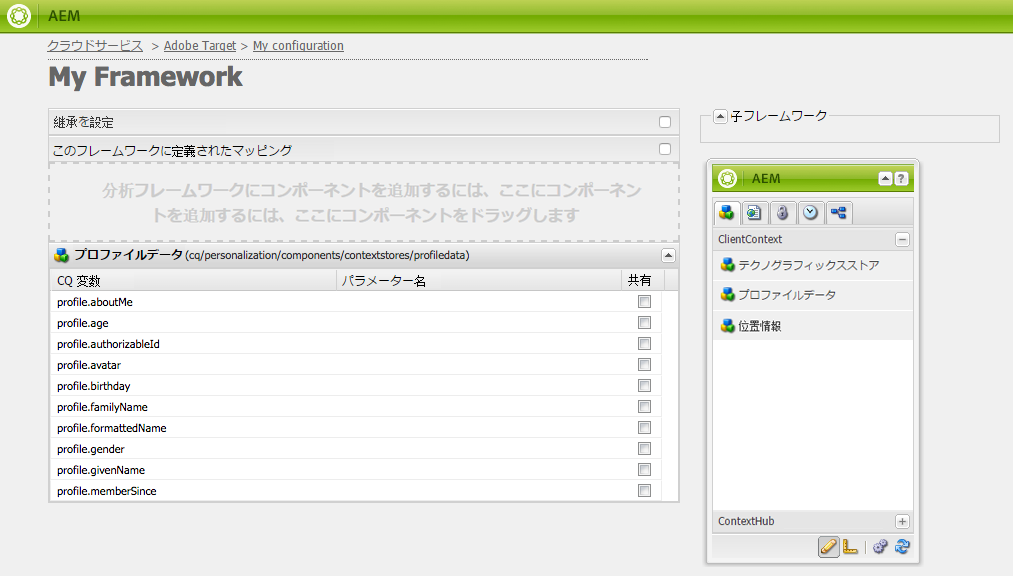 AEM
クラウドサービス > Adobe Target > My configuration
My Framework
継承を設定
このフレームワークに定義されたマッピング
分析フレームワークにコンポーネントを追加するには、ここにコンポーネン
トを追加するには、ここにコンポーネントをドラッグします
プロファイルデータ (cq/personalization/components/contextstores/profiledata)
CQ 変数 パラメーター名 共有
profile.aboutMe
profile.age
profile.authorizableId
profile.avatar
profile.birthday
profile.familyName
profile.formattedName
profile.gender
profile.givenName
profile.memberSince
子フレームワーク
AEM ?
ClientContext
テクノグラフィックスストア
プロファイルデータ
位置情報
ContextHub